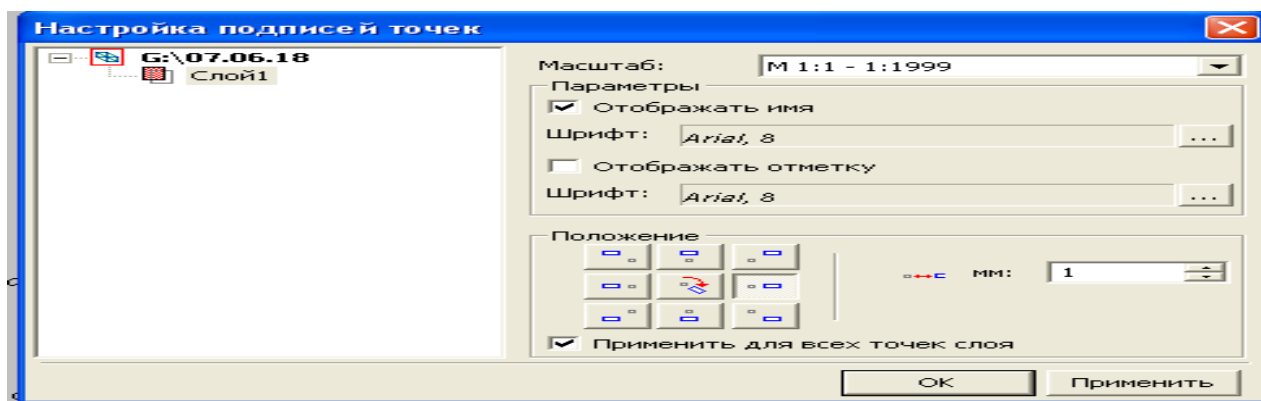 Настройка подписей точек
G:\07.06.18
Слой1
Масштаб: М 1:1 - 1:1999
Параметры
Отображать имя
Шрифт: Arial, 8 ...
Отображать отметку
Шрифт: Arial, 8 ...
Положение
мм: 1
Применить для всех точек слоя
OK Применить